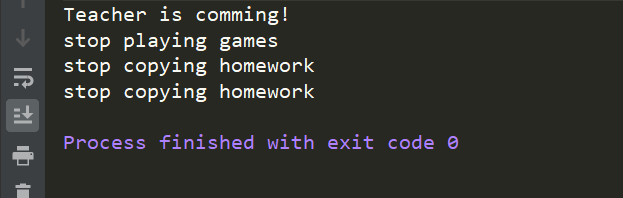 Teacher is comming!
stop playing games
stop copying homework
stop copying homework
Process finished with exit code 0